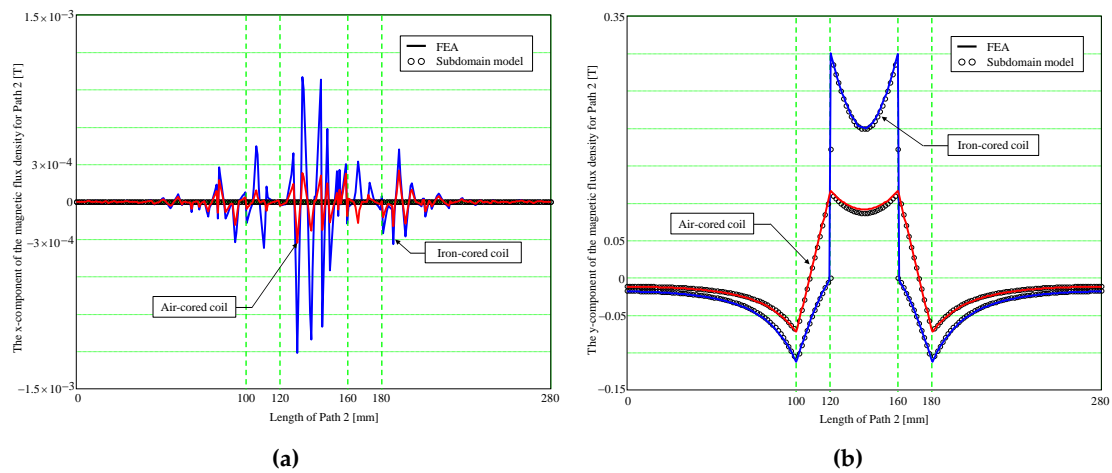 1.5×10⁻³
3×10⁻⁴
0
−3×10⁻⁴
−1.5×10⁻³
The x-component of the magnetic flux density for Path 2 [T]
FEA
Subdomain model
Air-cored coil
Iron-cored coil
0
100
120
160
180
280
Length of Path 2 [mm]
(a)
0.35
0.05
0
−0.05
−0.15
The y-component of the magnetic flux density for Path 2 [T]
FEA
Subdomain model
Iron-cored coil
Air-cored coil
0
100
120
160
180
280
Length of Path 2 [mm]
(b)